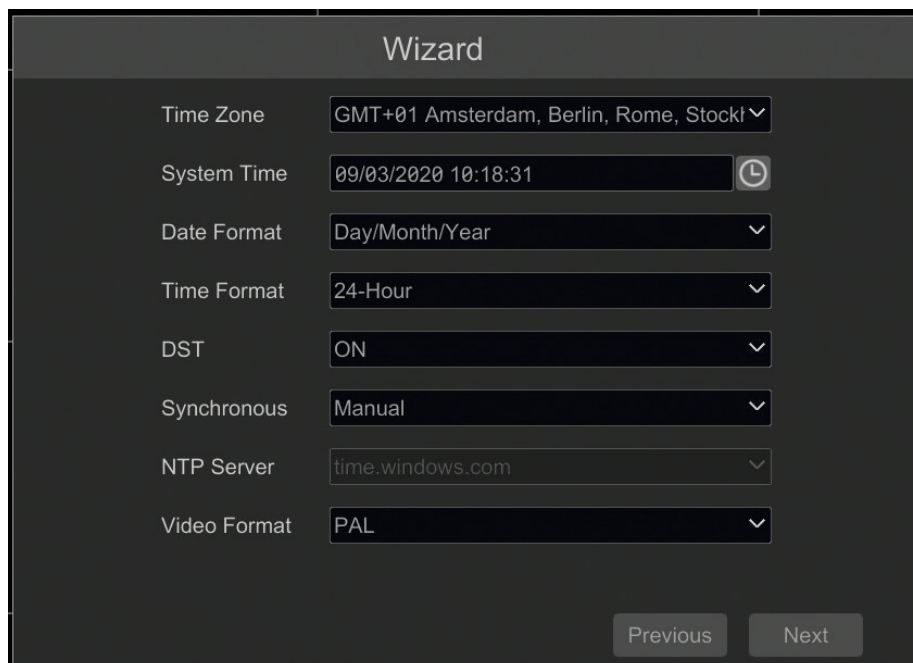 Wizard
Time Zone GMT+01 Amsterdam, Berlin, Rome, Stockh
System Time 09/03/2020 10:18:31
Date Format Day/Month/Year
Time Format 24-Hour
DST ON
Synchronous Manual
NTP Server time.windows.com
Video Format PAL
Previous Next